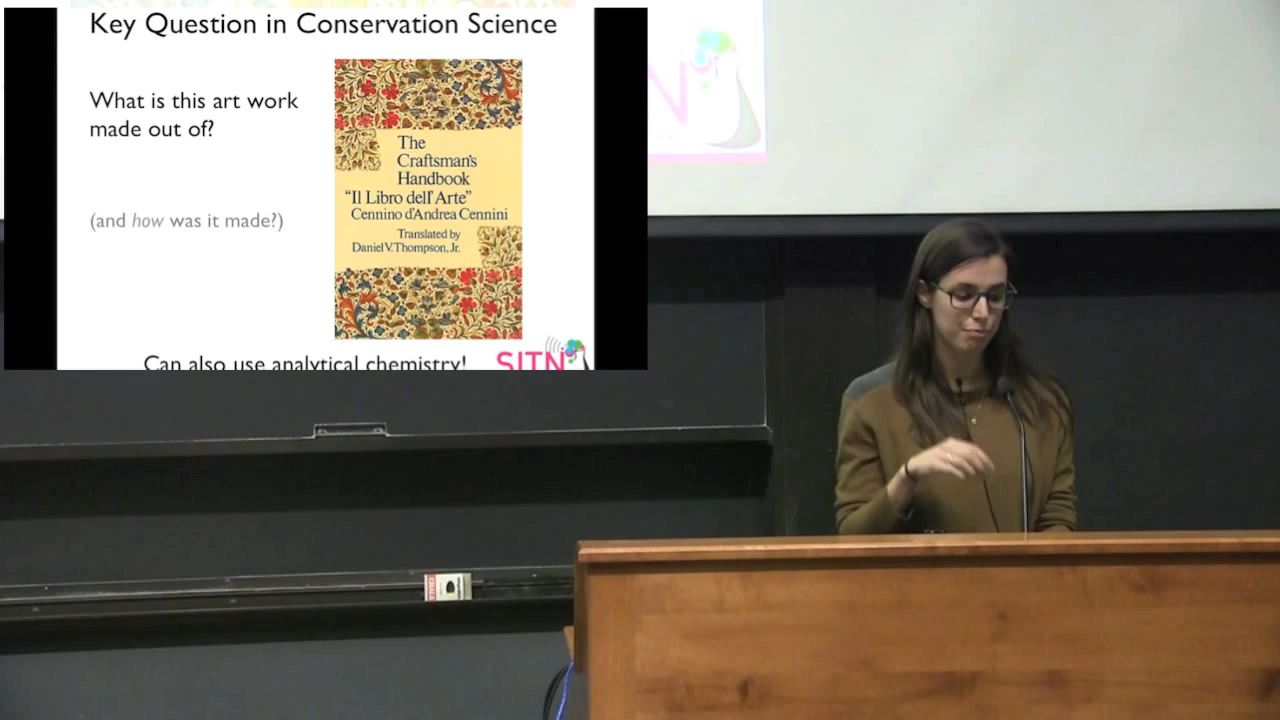 Key Question in Conservation Science
What is this art work
made out of?
(and how was it made?)
The
Craftsman's
Handbook
"Il Libro dell'Arte"
Cennino d'Andrea Cennini
Translated by
Daniel V. Thompson, Jr.
Can also use analytical chemistry!
SITN
N